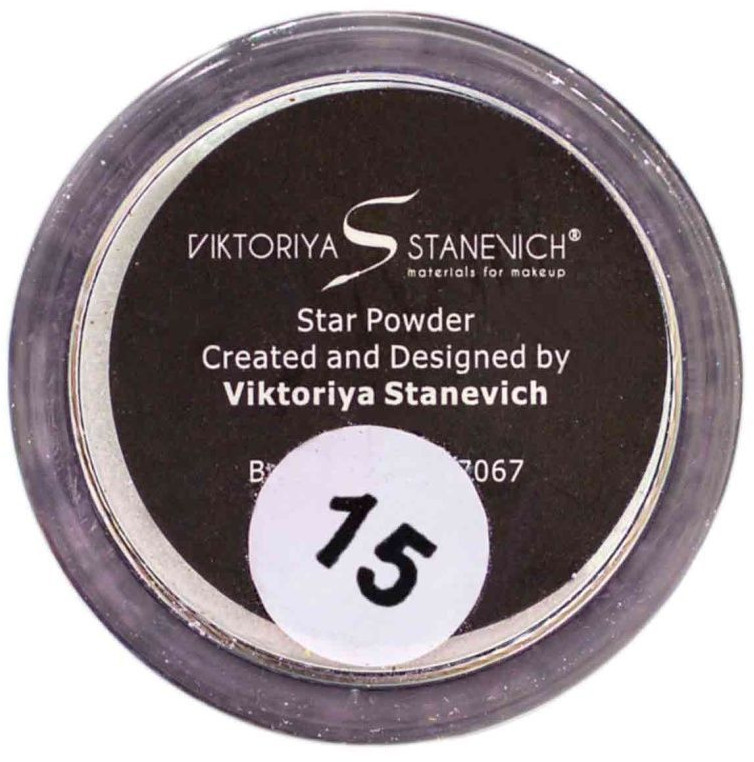 VIKTORIYA STANEVICH®
materials for makeup
Star Powder
Created and Designed by
Viktoriya Stanevich
15